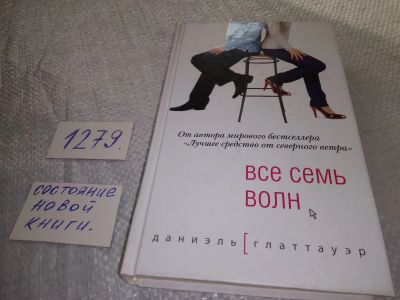 1279.
состояние
новой
книги.
От автора мирового бестселлера
«Лучшее средство от северного ветра»
все семь
волн
даниэль[глаттауэр